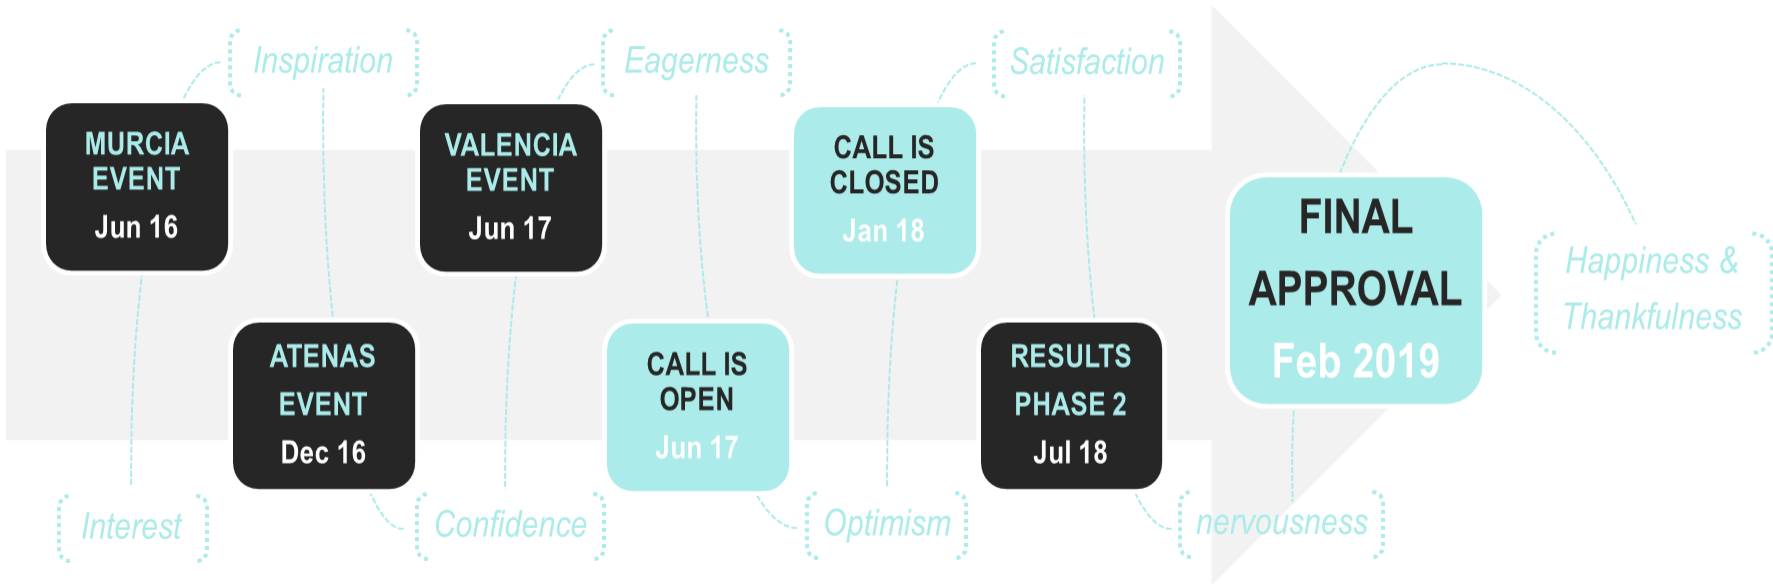 Inspiration
Eagerness
Satisfaction
MURCIA
EVENT
Jun 16
VALENCIA
EVENT
Jun 17
CALL IS
CLOSED
Jan 18
FINAL
APPROVAL
Feb 2019
Happiness &
Thankfulness
ATENAS
EVENT
Dec 16
CALL IS
OPEN
Jun 17
RESULTS
PHASE 2
Jul 18
Interest
Confidence
Optimism
nervousness